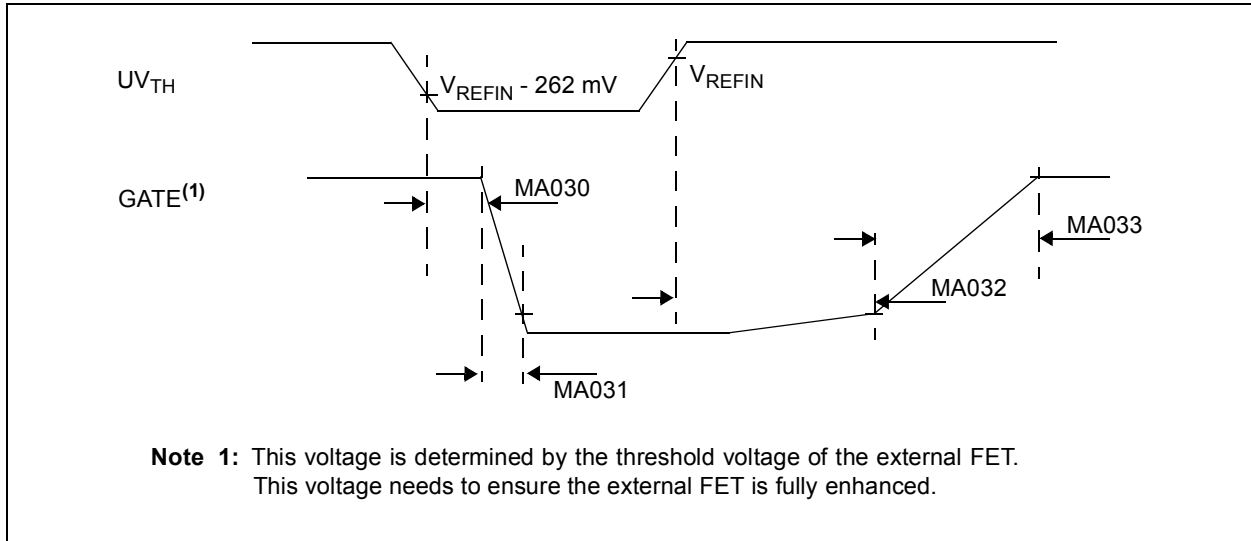 UVTH
VREFIN - 262 mV
VREFIN
GATE(1)
MA030
MA033
MA032
MA031
Note 1: This voltage is determined by the threshold voltage of the external FET.
This voltage needs to ensure the external FET is fully enhanced.